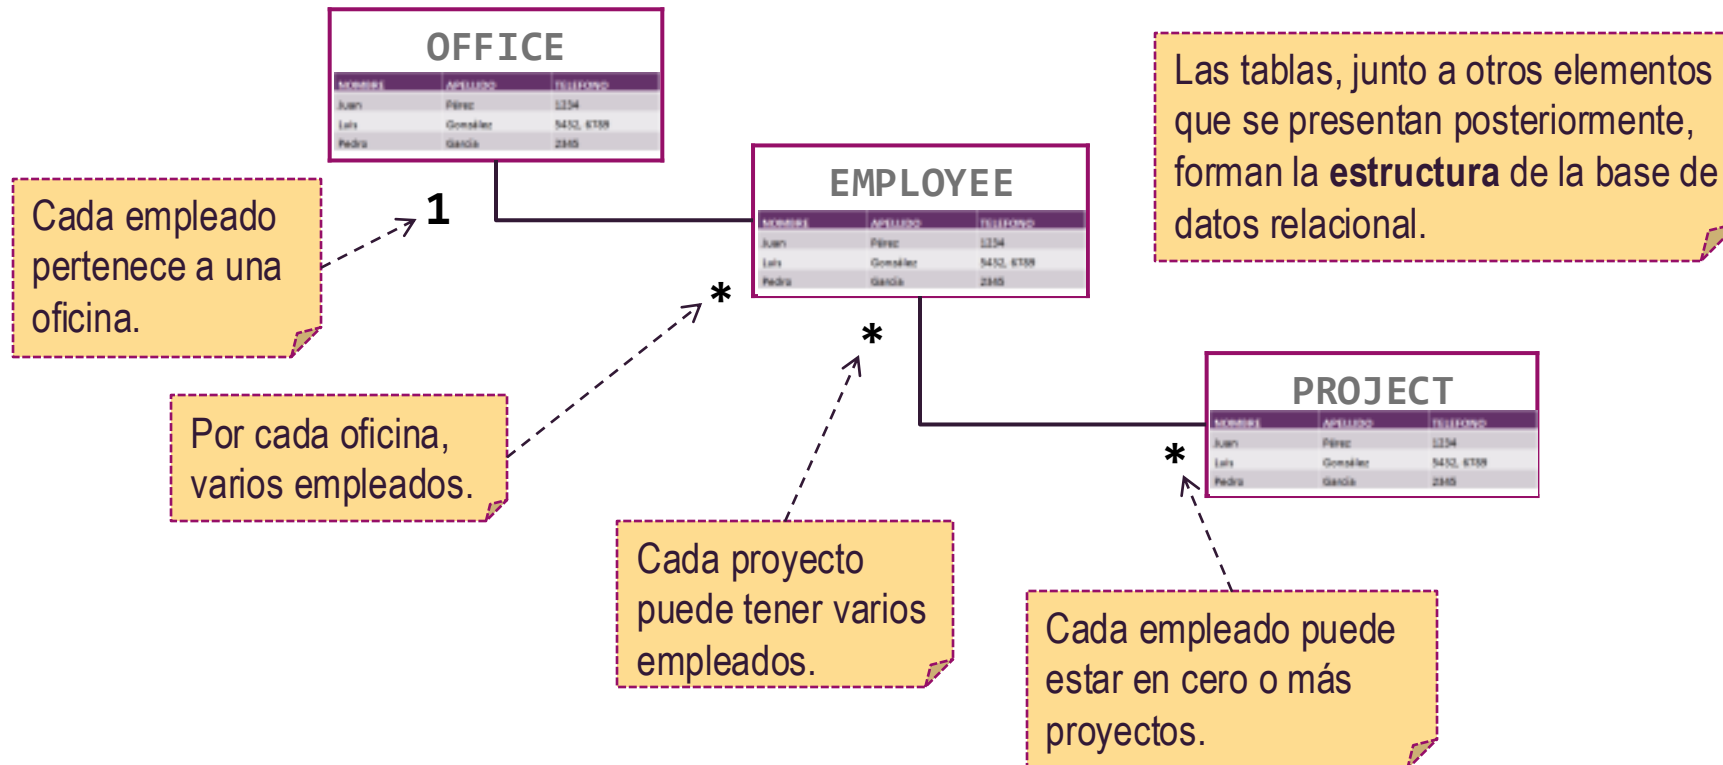 OFFICE
NOMBRE APELLIDO TELEFONO
Juan Pérez 1234
Luis González 5432, 6789
Pedro García 2345
Cada empleado
pertenece a una
oficina.
1
EMPLOYEE
NOMBRE APELLIDO TELEFONO
Juan Pérez 1234
Luis González 5432, 6789
Pedro García 2345
*
*
Las tablas, junto a otros elementos
que se presentan posteriormente,
forman la estructura de la base de
datos relacional.
Por cada oficina,
varios empleados.
PROJECT
NOMBRE APELLIDO TELEFONO
Juan Pérez 1234
Luis González 5432, 6789
Pedro García 2345
*
Cada proyecto
puede tener varios
empleados.
Cada empleado puede
estar en cero o más
proyectos.